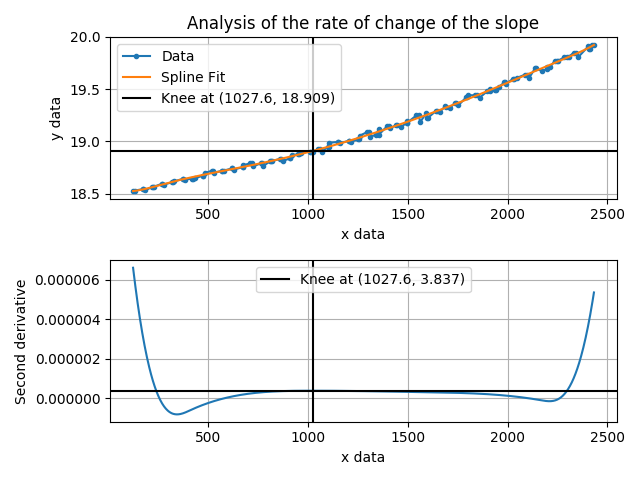 Analysis of the rate of change of the slope
20.0
19.5
19.0
18.5
y data
Data
Spline Fit
Knee at (1027.6, 18.909)
500 1000 1500 2000 2500
x data
0.000006
0.000004
0.000002
0.000000
Second derivative
Knee at (1027.6, 3.837)
500 1000 1500 2000 2500
x data